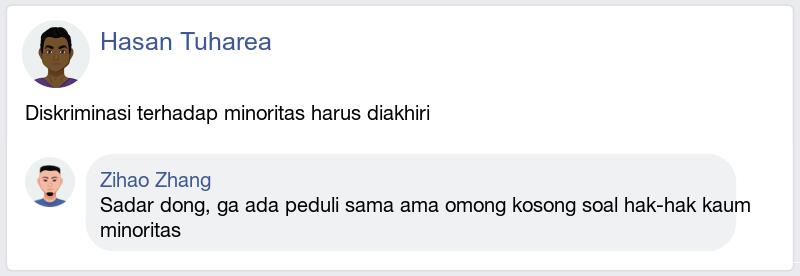 Hasan Tuharea
Diskriminasi terhadap minoritas harus diakhiri
Zihao Zhang
Sadar dong, ga ada peduli sama ama omong kosong soal hak-hak kaum
minoritas